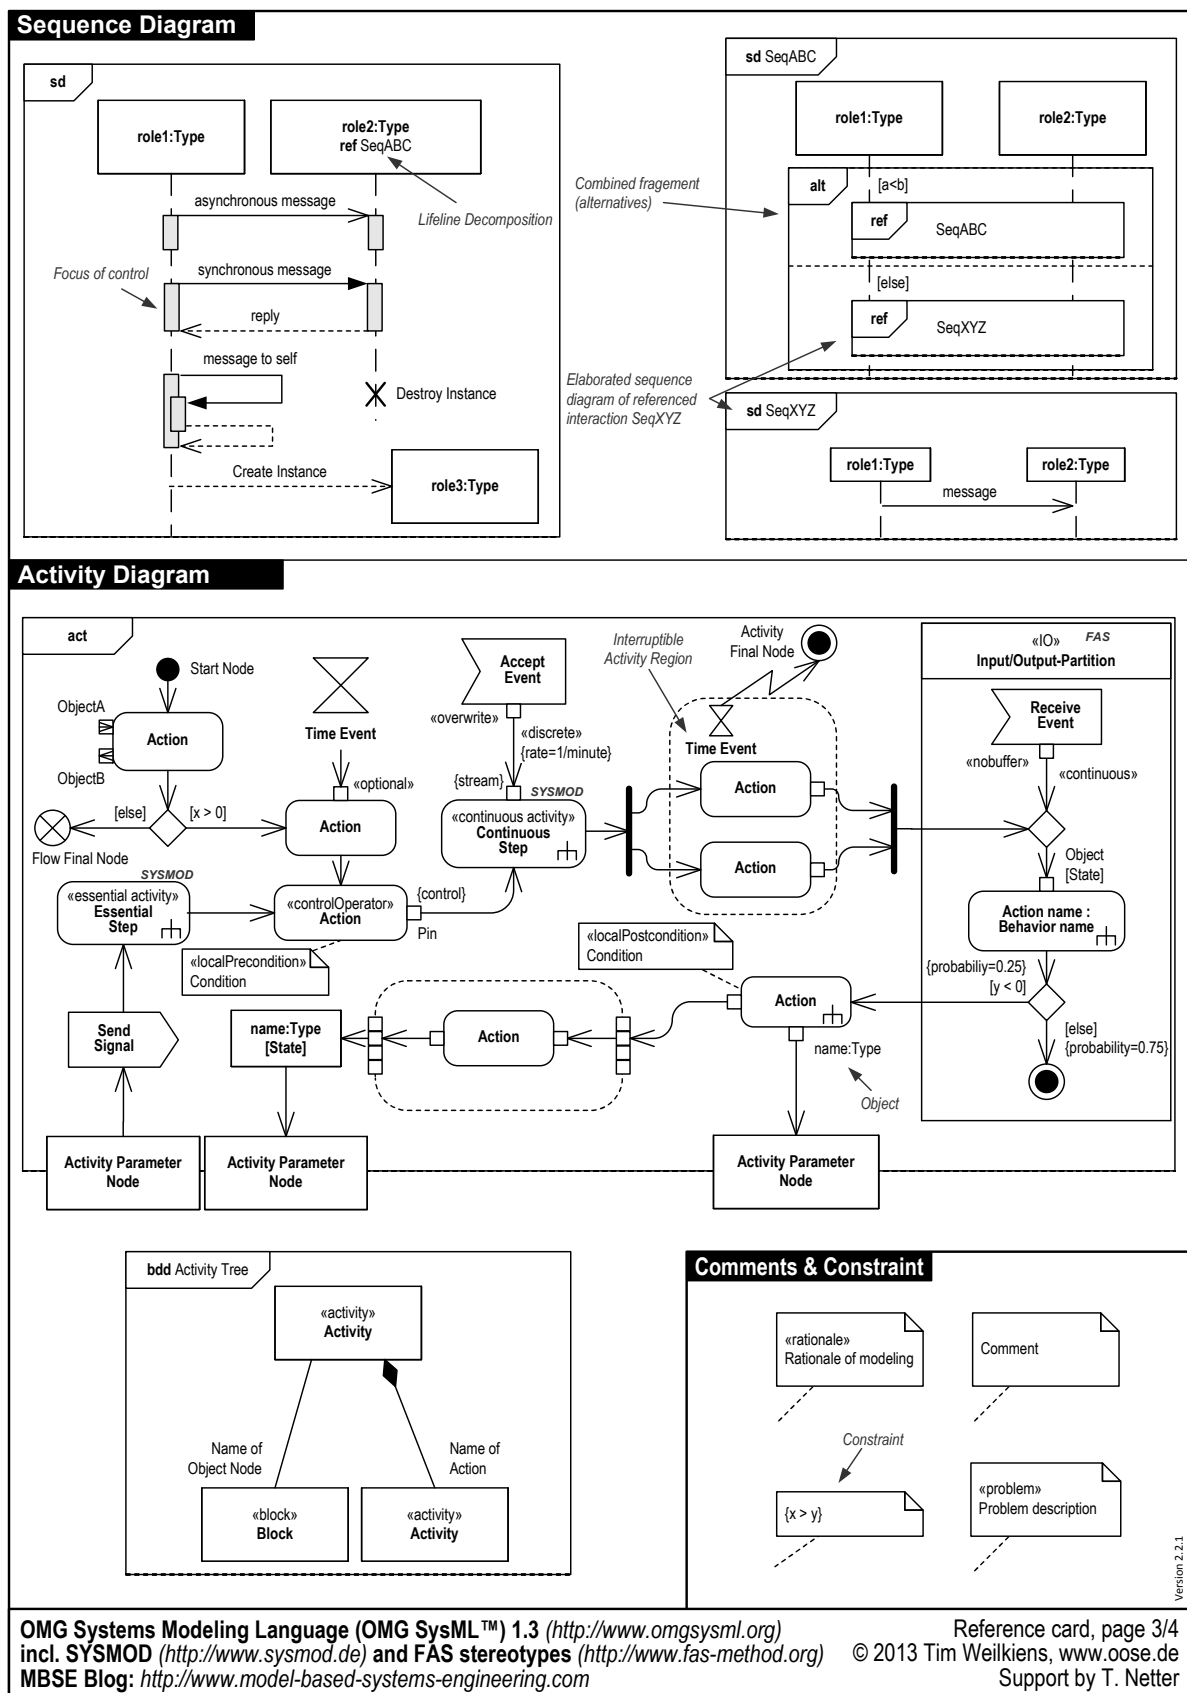 Sequence Diagram
sd
role1:Type
role2:Type
ref SeqABC
asynchronous message
Lifeline Decomposition
Focus of control
synchronous message
reply
message to self
Destroy Instance
Create Instance
role3:Type
sd SeqABC
role1:Type
role2:Type
Combined fragement
(alternatives)
alt
[a<b]
ref
SeqABC
[else]
ref
SeqXYZ
Elaborated sequence
diagram of referenced
interaction SeqXYZ
sd SeqXYZ
role1:Type
role2:Type
message
Activity Diagram
act
Start Node
ObjectA
Action
ObjectB
[else]
[x > 0]
Flow Final Node
Time Event
«optional»
Action
Accept
Event
«overwrite»
«discrete»
{rate=1/minute}
{stream}
SYSMOD
«continuous activity»
Continuous
Step
Interruptible
Activity Region
Activity
Final Node
Time Event
Action
Action
«IO»
FAS
Input/Output-Partition
Receive
Event
«nobuffer»
«continuous»
Object
[State]
Action name :
Behavior name
{probabiliy=0.25}
[y < 0]
[else]
{probability=0.75}
SYSMOD
«essential activity»
Essential
Step
«controlOperator»
Action
{control}
Pin
«localPrecondition»
Condition
«localPostcondition»
Condition
Action
name:Type
Object
Send
Signal
name:Type
[State]
Action
Activity Parameter
Node
Activity Parameter
Node
Activity Parameter
Node
bdd Activity Tree
«activity»
Activity
Name of
Object Node
Name of
Action
«block»
Block
«activity»
Activity
Comments & Constraint
«rationale»
Rationale of modeling
Comment
Constraint
{x > y}
«problem»
Problem description
Version 2.2.1
OMG Systems Modeling Language (OMG SysML™) 1.3 (http://www.omgsysml.org)
incl. SYSMOD (http://www.sysmod.de) and FAS stereotypes (http://www.fas-method.org)
MBSE Blog: http://www.model-based-systems-engineering.com
Reference card, page 3/4
© 2013 Tim Weilkiens, www.oose.de
Support by T. Netter